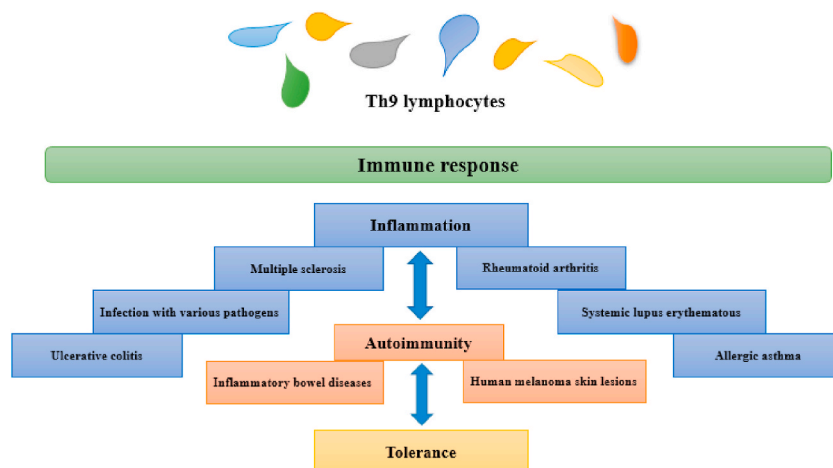 Th9 lymphocytes
Immune response
Inflammation
Multiple sclerosis
Rheumatoid arthritis
Infection with various pathogens
Systemic lupus erythematous
Ulcerative colitis
Autoimmunity
Allergic asthma
Inflammatory bowel diseases
Human melanoma skin lesions
Tolerance